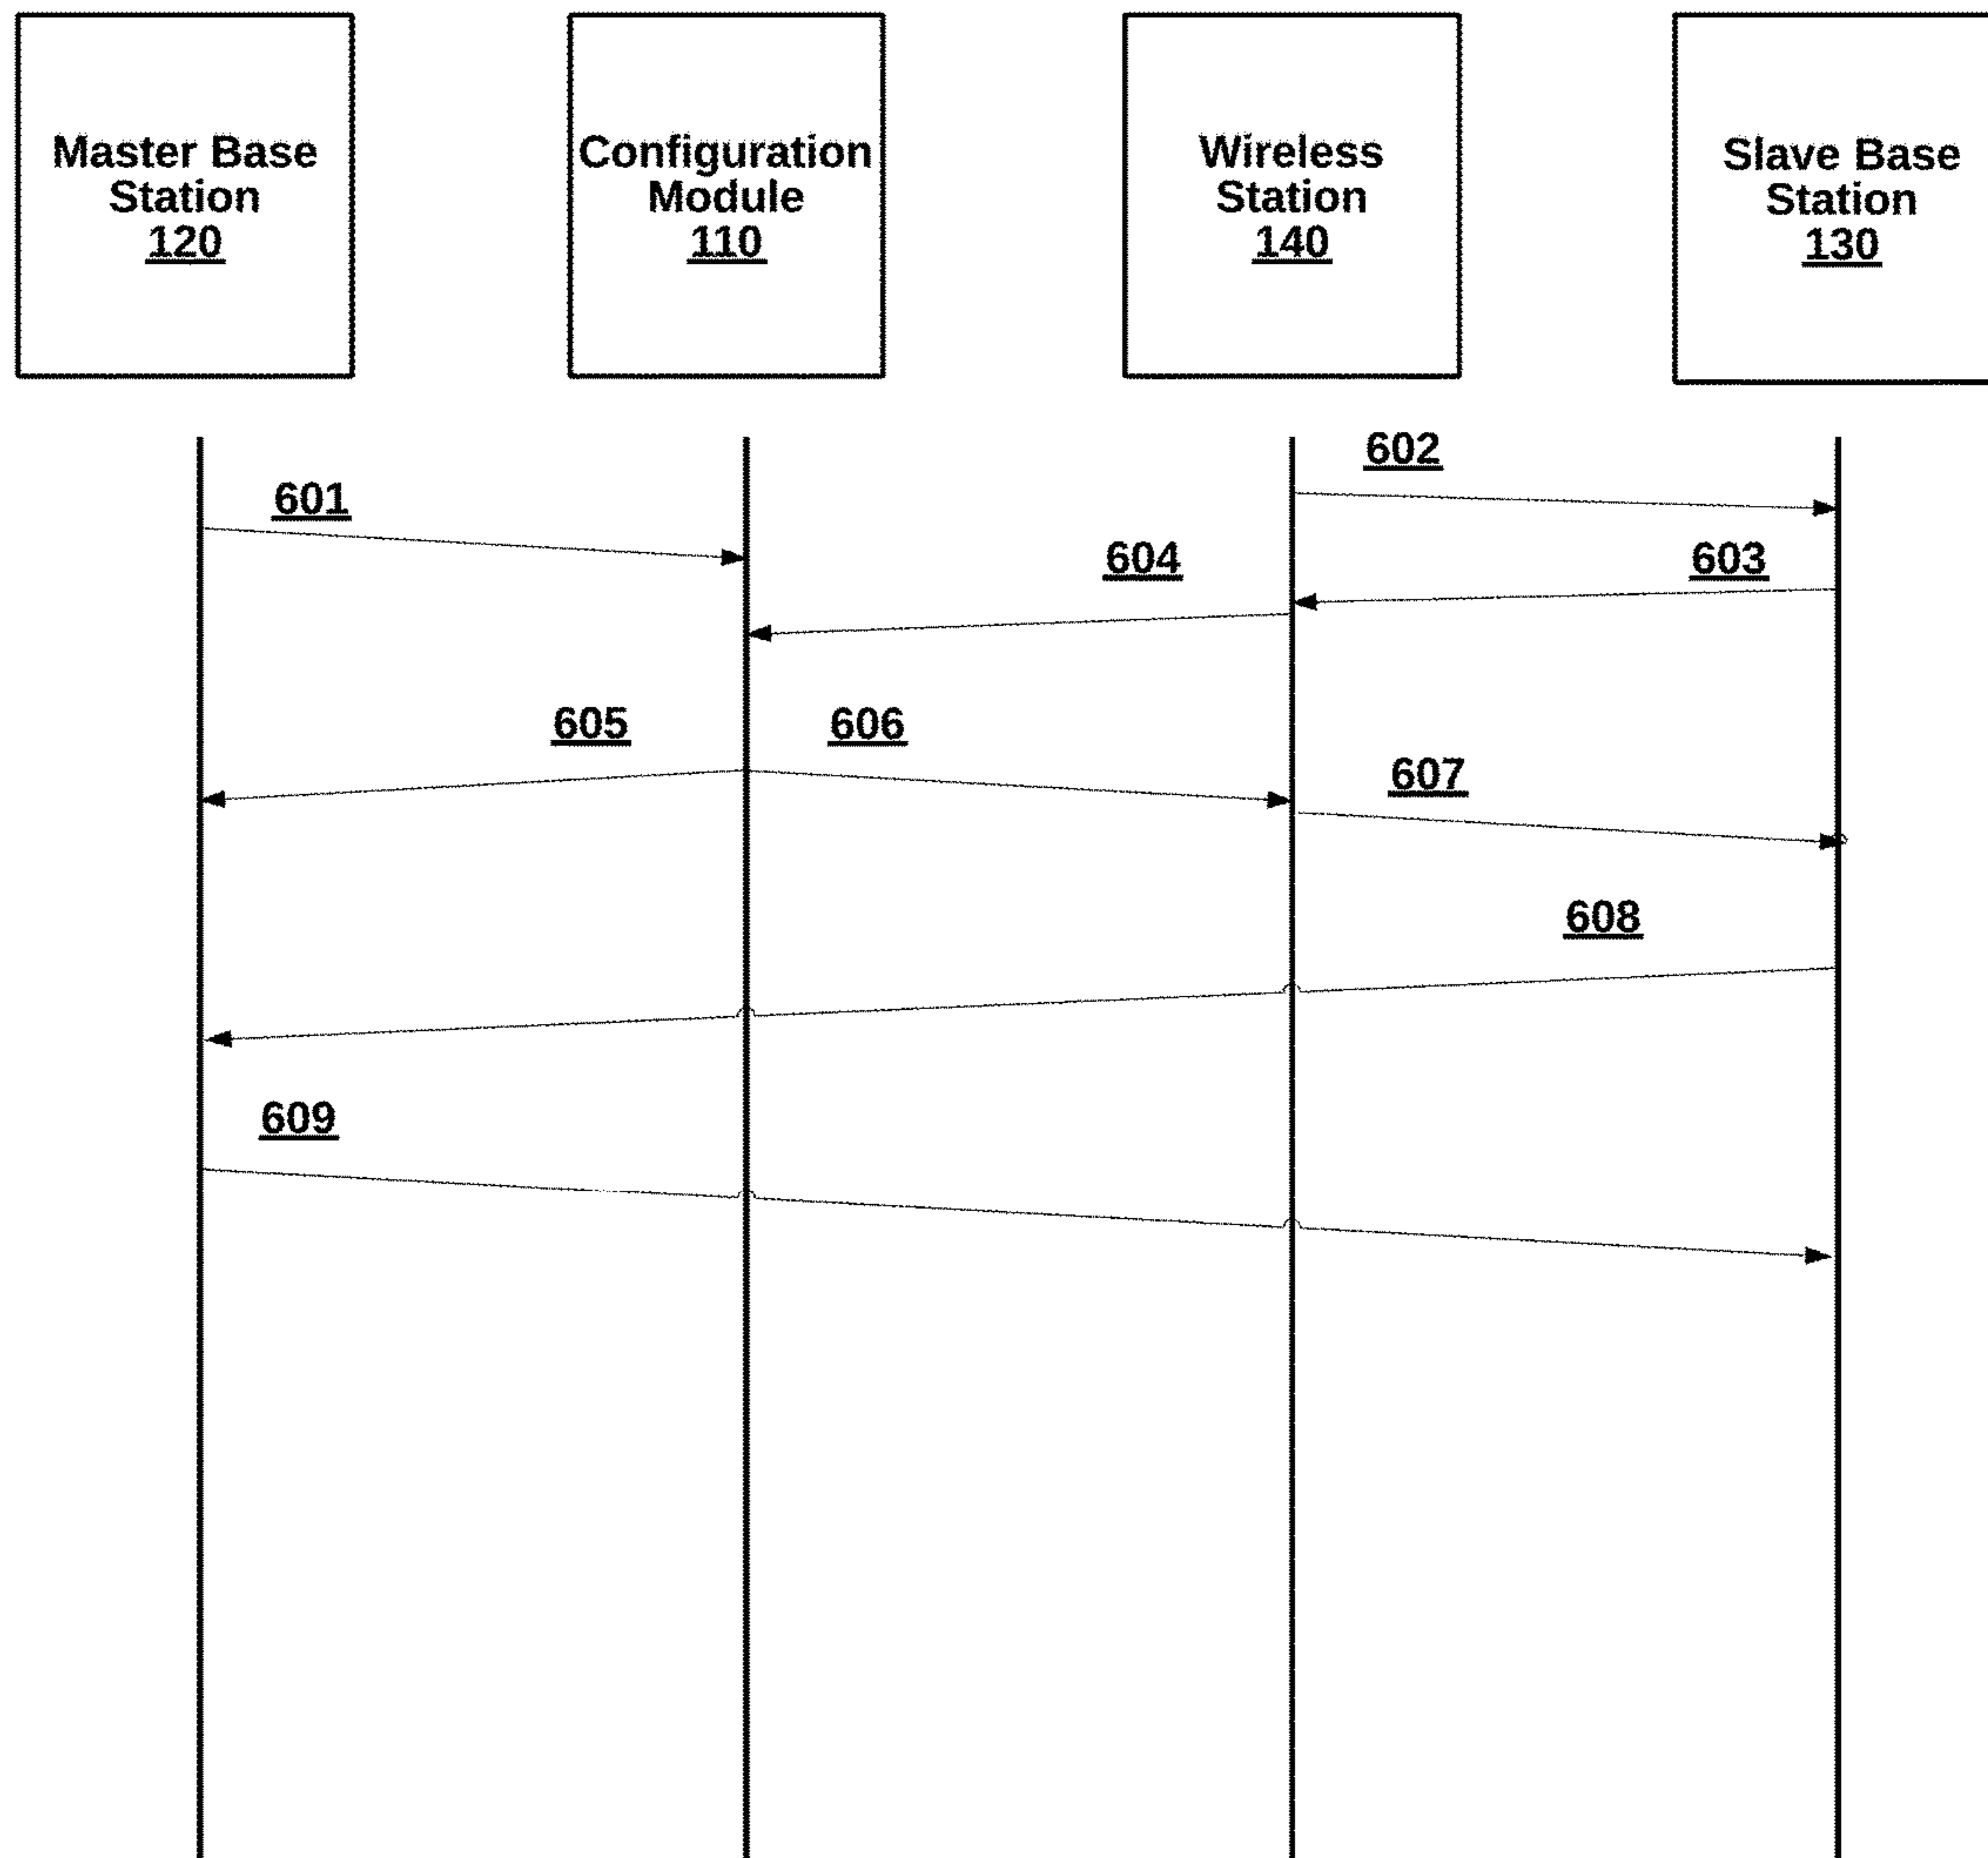 Master Base
Station
120
Configuration
Module
110
Wireless
Station
140
Slave Base
Station
130
602
601
604
603
605
606
607
608
609